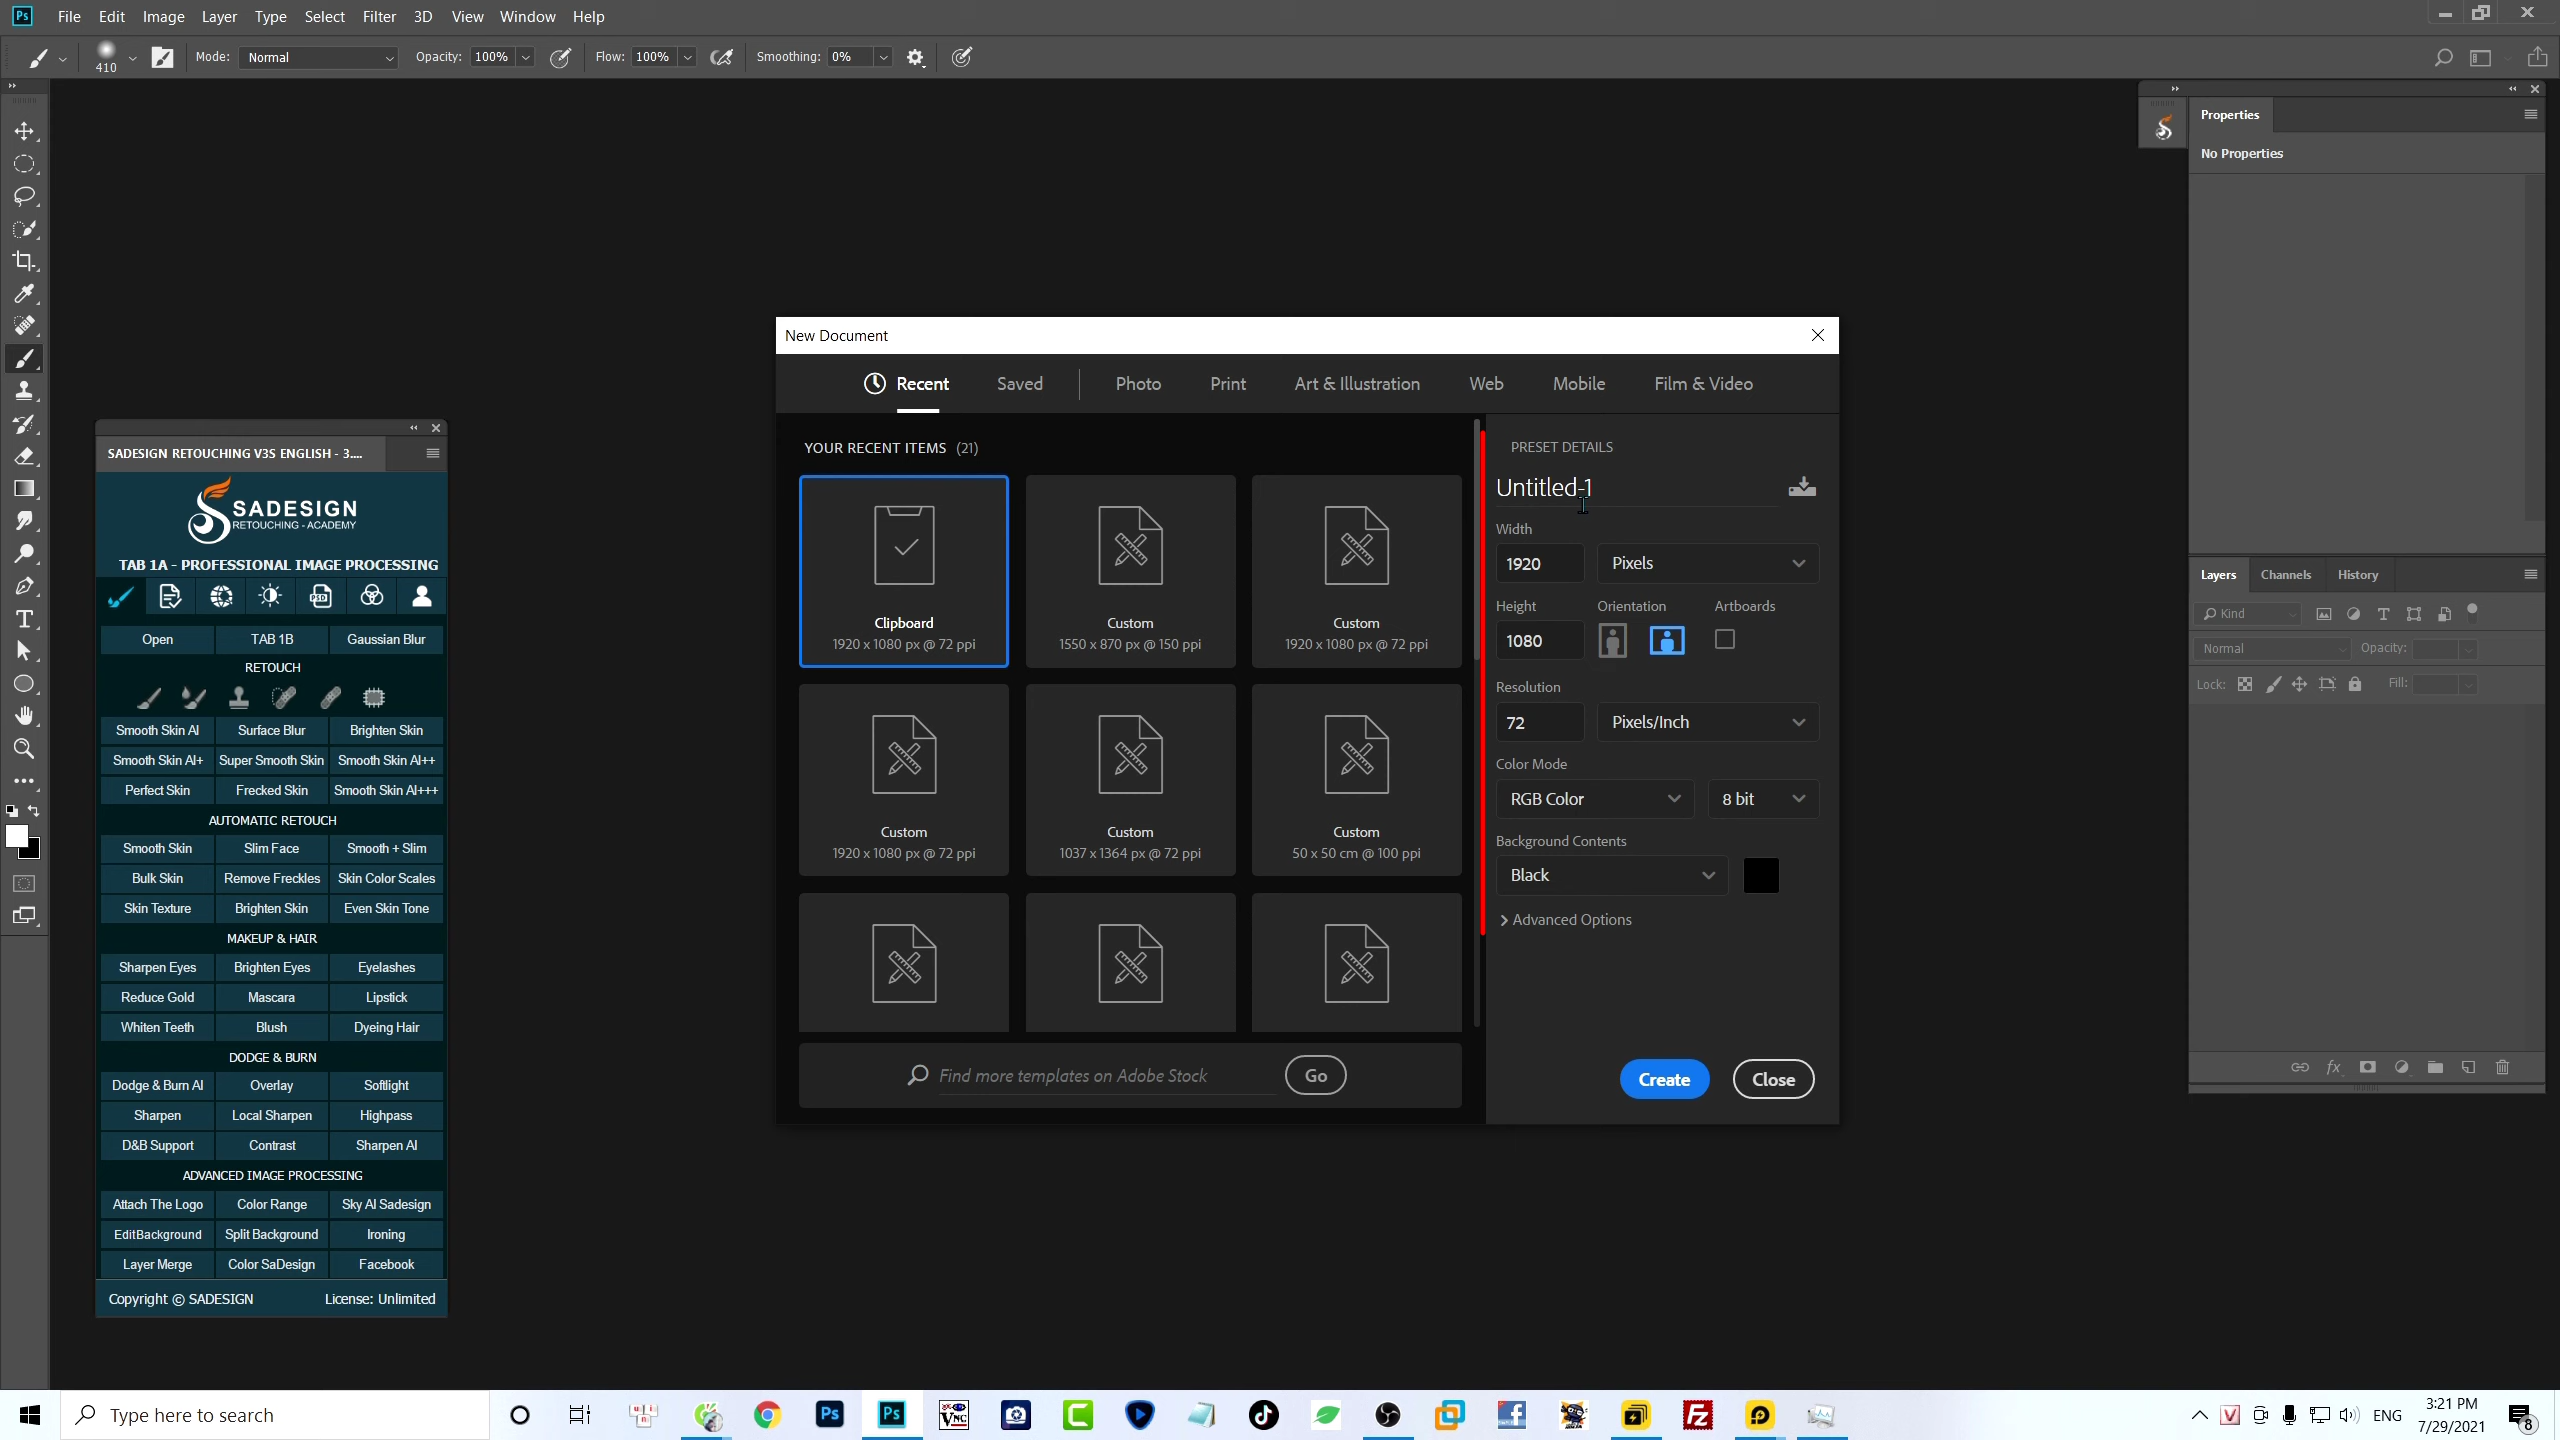 Ps File Edit Image Layer Type Select Filter 3D View Window Help
410 Mode: Normal Opacity: 100% Flow: 100% Smoothing: 0%
Properties
No Properties
New Document
Recent Saved Photo Print Art & Illustration Web Mobile Film & Video
YOUR RECENT ITEMS (21)
Clipboard
1920 x 1080 px @ 72 ppi
Custom
1550 x 870 px @ 150 ppi
Custom
1920 x 1080 px @ 72 ppi
Custom
1920 x 1080 px @ 72 ppi
Custom
1037 x 1364 px @ 72 ppi
Custom
50 x 50 cm @ 100 ppi
Find more templates on Adobe Stock Go
PRESET DETAILS
Untitled-1
Width
1920 Pixels
Height Orientation Artboards
1080
Resolution
72 Pixels/Inch
Color Mode
RGB Color 8 bit
Background Contents
Black
Advanced Options
Create Close
SADESIGN RETOUCHING V3S ENGLISH - 3....
SADESIGN
RETOUCHING - ACADEMY
TAB 1A - PROFESSIONAL IMAGE PROCESSING
PSD
Open TAB 1B Gaussian Blur
RETOUCH
Smooth Skin AI Surface Blur Brighten Skin
Smooth Skin AI+ Super Smooth Skin Smooth Skin AI++
Perfect Skin Frecked Skin Smooth Skin AI+++
AUTOMATIC RETOUCH
Smooth Skin Slim Face Smooth + Slim
Bulk Skin Remove Freckles Skin Color Scales
Skin Texture Brighten Skin Even Skin Tone
MAKEUP & HAIR
Sharpen Eyes Brighten Eyes Eyelashes
Reduce Gold Mascara Lipstick
Whiten Teeth Blush Dyeing Hair
DODGE & BURN
Dodge & Burn AI Overlay Softlight
Sharpen Local Sharpen Highpass
D&B Support Contrast Sharpen AI
ADVANCED IMAGE PROCESSING
Attach The Logo Color Range Sky AI Sadesign
EditBackground Split Background Ironing
Layer Merge Color SaDesign Facebook
Copyright © SADESIGN License: Unlimited
Layers Channels History
Kind
Normal Opacity:
Lock: Fill:
fx
Type here to search
Ps Ps VNC
ENG
3:21 PM
7/29/2021
8